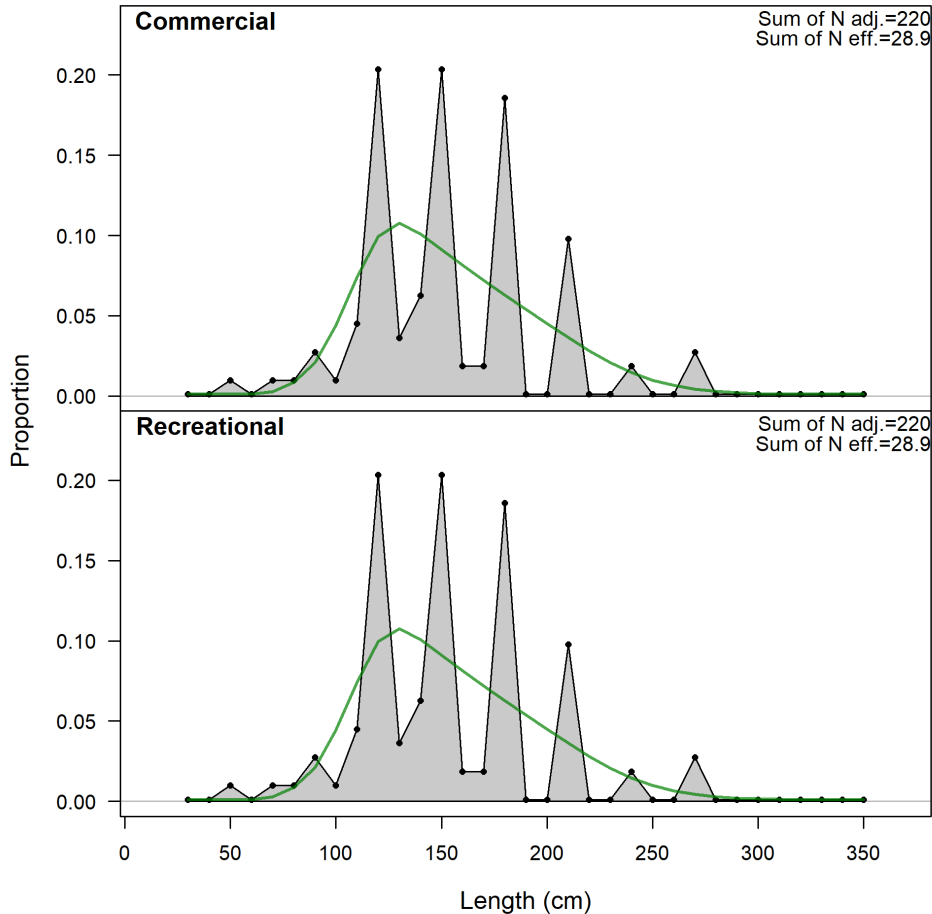 Commercial
Sum of N adj.=220
Sum of N eff.=28.9
0.20
0.15
0.10
0.05
0.00
Recreational
Sum of N adj.=220
Sum of N eff.=28.9
0.20
0.15
0.10
0.05
0.00
Proportion
0 50 100 150 200 250 300 350
Length (cm)